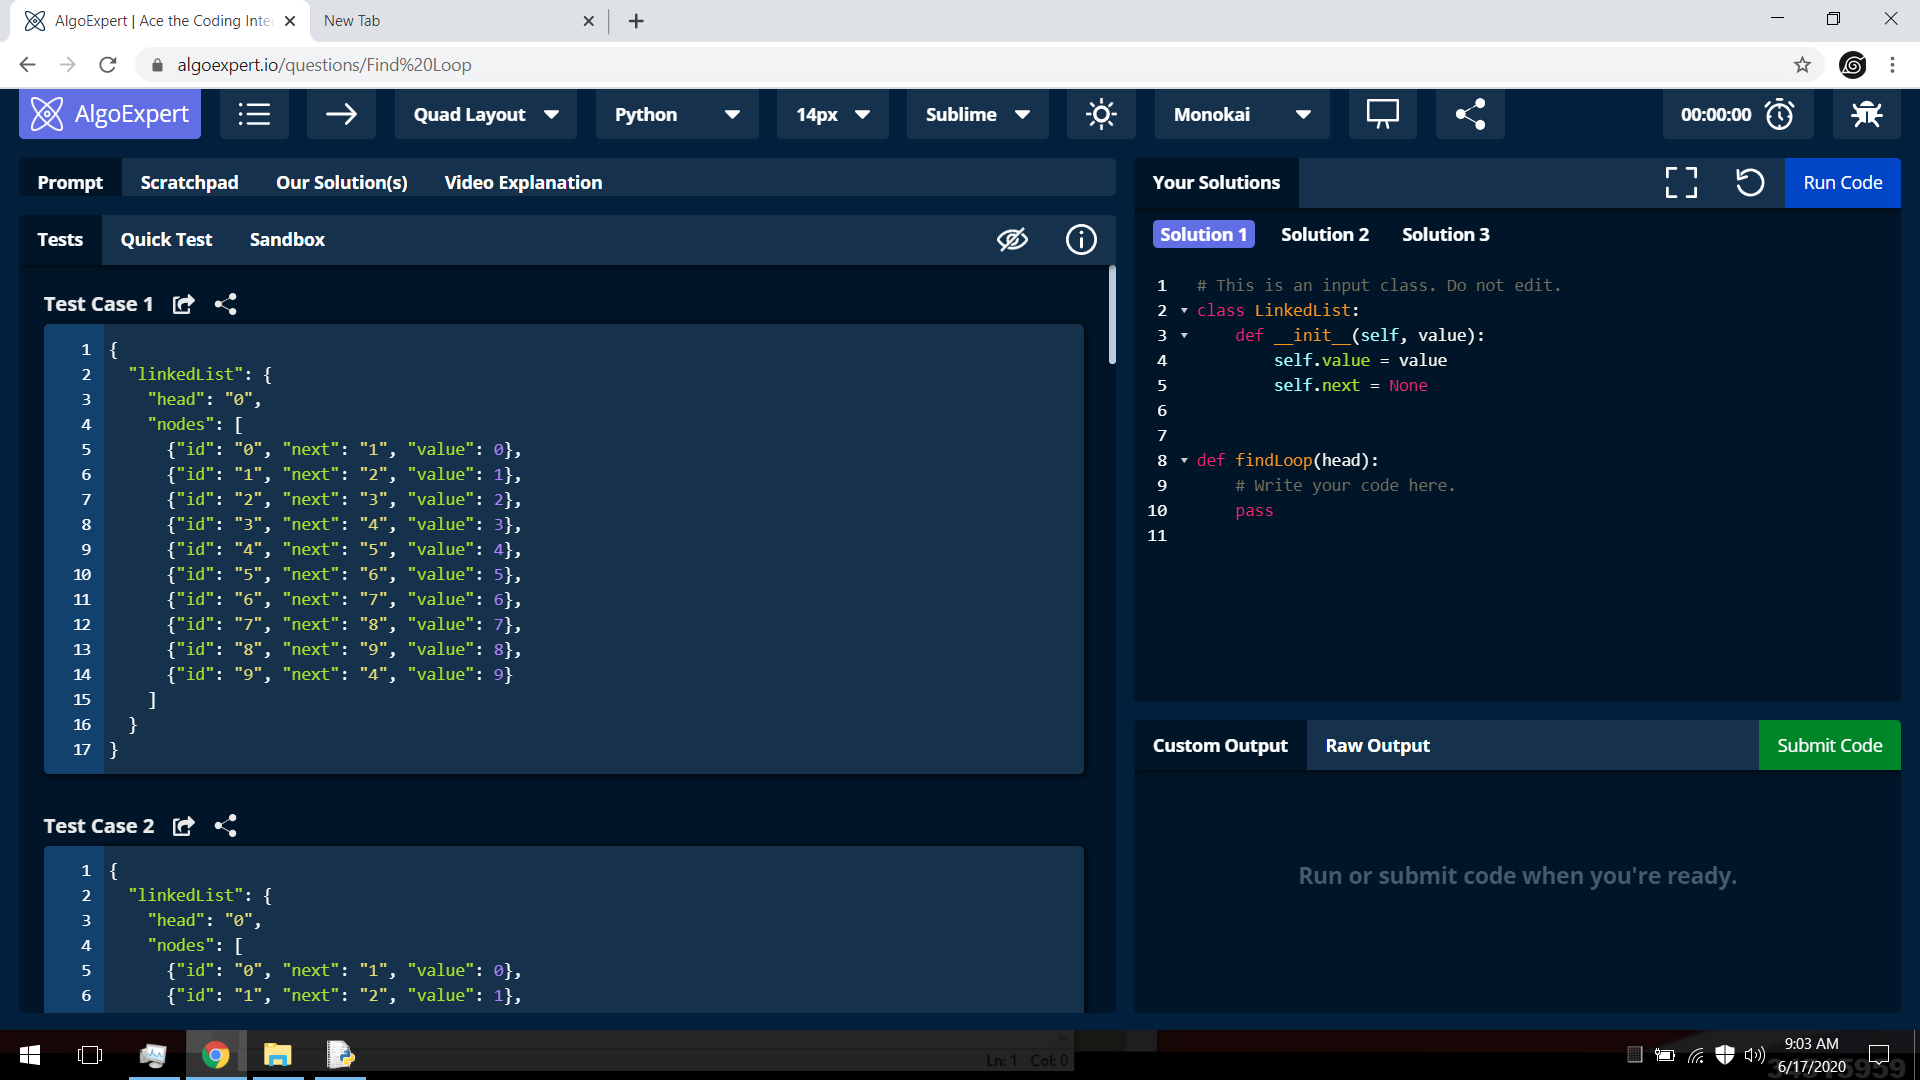 AlgoExpert | Ace the Coding Inte
New Tab
algoexpert.io/questions/Find%20Loop
AlgoExpert
Quad Layout
Python
14px
Sublime
Monokai
00:00:00
Prompt
Scratchpad
Our Solution(s)
Video Explanation
Tests
Quick Test
Sandbox
Test Case 1
1 {
2 "linkedList": {
3 "head": "0",
4 "nodes": [
5 {"id": "0", "next": "1", "value": 0},
6 {"id": "1", "next": "2", "value": 1},
7 {"id": "2", "next": "3", "value": 2},
8 {"id": "3", "next": "4", "value": 3},
9 {"id": "4", "next": "5", "value": 4},
10 {"id": "5", "next": "6", "value": 5},
11 {"id": "6", "next": "7", "value": 6},
12 {"id": "7", "next": "8", "value": 7},
13 {"id": "8", "next": "9", "value": 8},
14 {"id": "9", "next": "4", "value": 9}
15 ]
16 }
17 }
Test Case 2
1 {
2 "linkedList": {
3 "head": "0",
4 "nodes": [
5 {"id": "0", "next": "1", "value": 0},
6 {"id": "1", "next": "2", "value": 1},
Your Solutions
Run Code
Solution 1
Solution 2
Solution 3
1 # This is an input class. Do not edit.
2 class LinkedList:
3 def __init__(self, value):
4 self.value = value
5 self.next = None
6
7
8 def findLoop(head):
9 # Write your code here.
10 pass
11
Custom Output
Raw Output
Submit Code
Run or submit code when you're ready.
Ln: 1 Col: 0
9:03 AM
6/17/2020